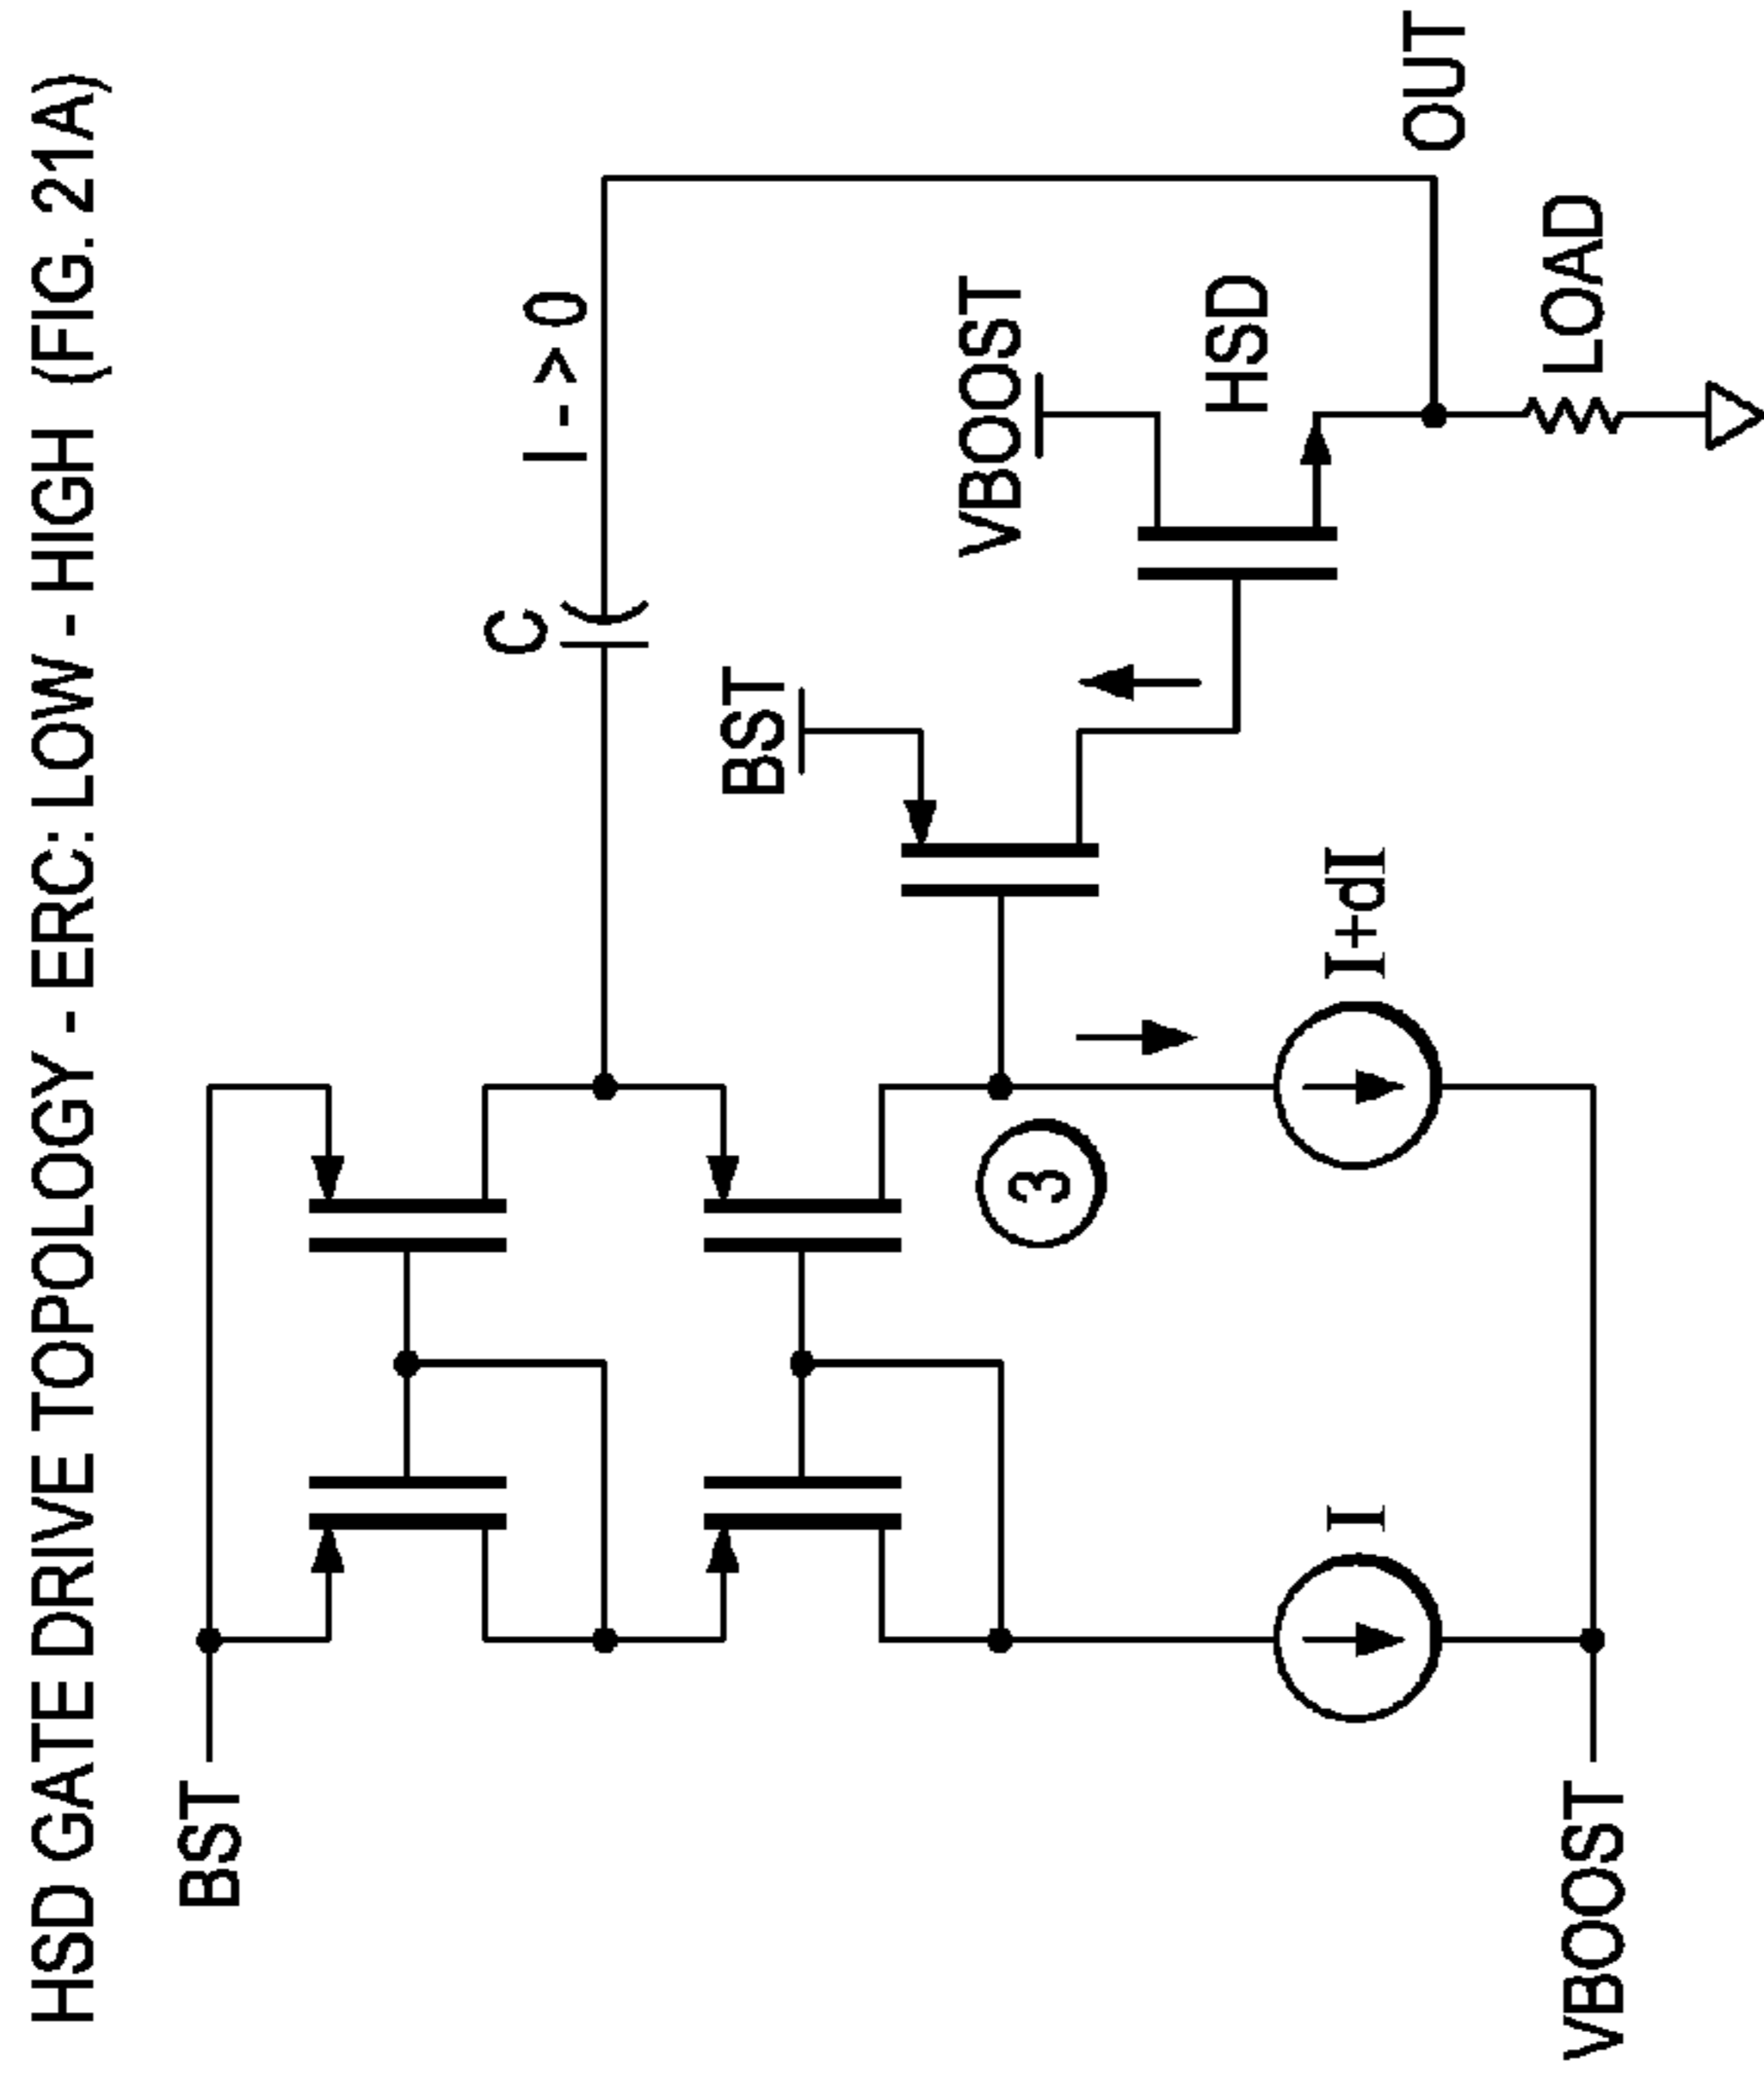 HSD GATE DRIVE TOPOLOGY - ERC: LOW - HIGH (FIG. 21A)
BST
C
I - > 0
BST
VBOOST
HSD
3
I
I+dI
OUT
LOAD
VBOOST